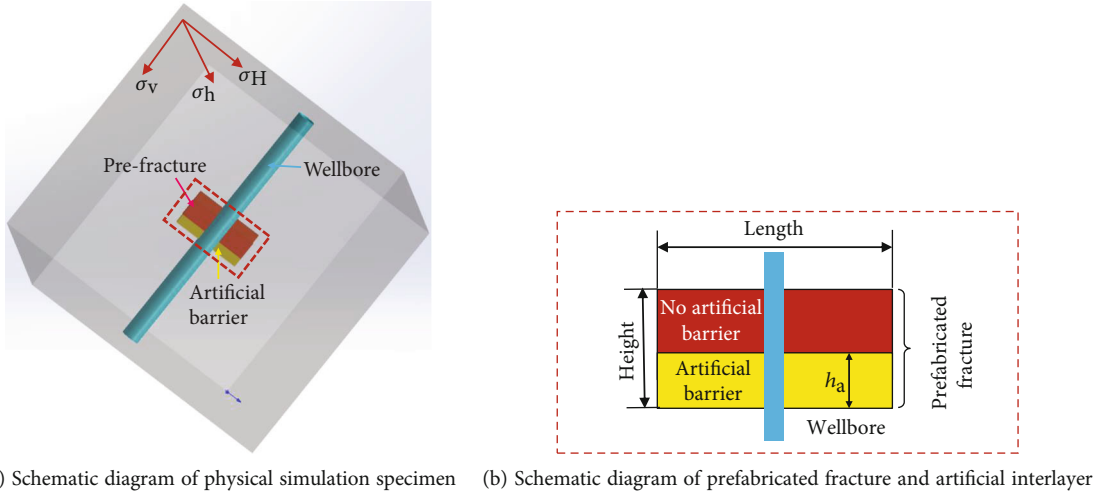 σv
σh
σH
Pre-fracture
Wellbore
Artificial
barrier
) Schematic diagram of physical simulation specimen
Length
Height
No artificial
barrier
Artificial
barrier
ha
Prefabricated
fracture
Wellbore
(b) Schematic diagram of prefabricated fracture and artificial interlayer